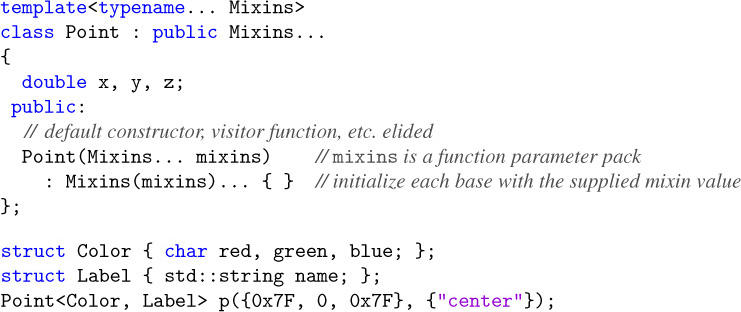 template<typename... Mixins>
class Point : public Mixins...
{
  double x, y, z;
 public:
  // default constructor, visitor function, etc. elided
  Point(Mixins... mixins)    // mixins is a function parameter pack
    : Mixins(mixins)... { }  // initialize each base with the supplied mixin value
};
struct Color { char red, green, blue; };
struct Label { std::string name; };
Point<Color, Label> p({0x7F, 0, 0x7F}, {"center"});